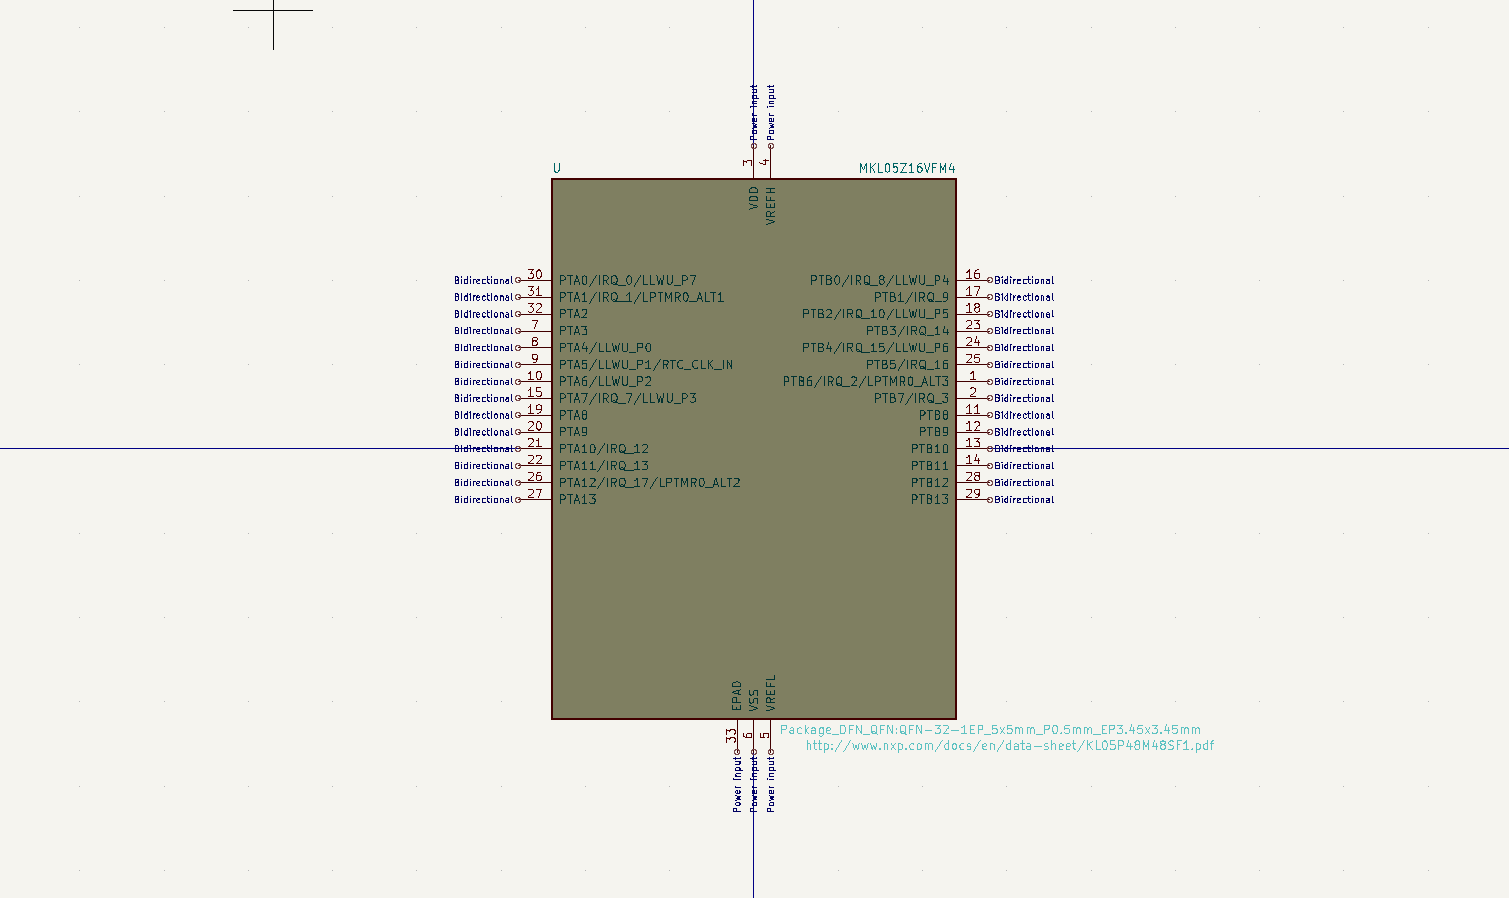 Power input
Power input
3
4
U
MKL05Z16VFM4
VDD
VREFH
Bidirectional 30 PTA0/IRQ_0/LLWU_P7 PTB0/IRQ_8/LLWU_P4 16 Bidirectional
Bidirectional 31 PTA1/IRQ_1/LPTMR0_ALT1 PTB1/IRQ_9 17 Bidirectional
Bidirectional 32 PTA2 PTB2/IRQ_10/LLWU_P5 18 Bidirectional
Bidirectional 7 PTA3 PTB3/IRQ_14 23 Bidirectional
Bidirectional 8 PTA4/LLWU_P0 PTB4/IRQ_15/LLWU_P6 24 Bidirectional
Bidirectional 9 PTA5/LLWU_P1/RTC_CLK_IN PTB5/IRQ_16 25 Bidirectional
Bidirectional 10 PTA6/LLWU_P2 PTB6/IRQ_2/LPTMR0_ALT3 1 Bidirectional
Bidirectional 15 PTA7/IRQ_7/LLWU_P3 PTB7/IRQ_3 2 Bidirectional
Bidirectional 19 PTA8 PTB8 11 Bidirectional
Bidirectional 20 PTA9 PTB9 12 Bidirectional
Bidirectional 21 PTA10/IRQ_12 PTB10 13 Bidirectional
Bidirectional 22 PTA11/IRQ_13 PTB11 14 Bidirectional
Bidirectional 26 PTA12/IRQ_17/LPTMR0_ALT2 PTB12 28 Bidirectional
Bidirectional 27 PTA13 PTB13 29 Bidirectional
EPAD
VSS
VREFL
33
6
5
Package_DFN_QFN:QFN-32-1EP_5x5mm_P0.5mm_EP3.45x3.45mm
http://www.nxp.com/docs/en/data-sheet/KL05P48M48SF1.pdf
Power input
Power input
Power input